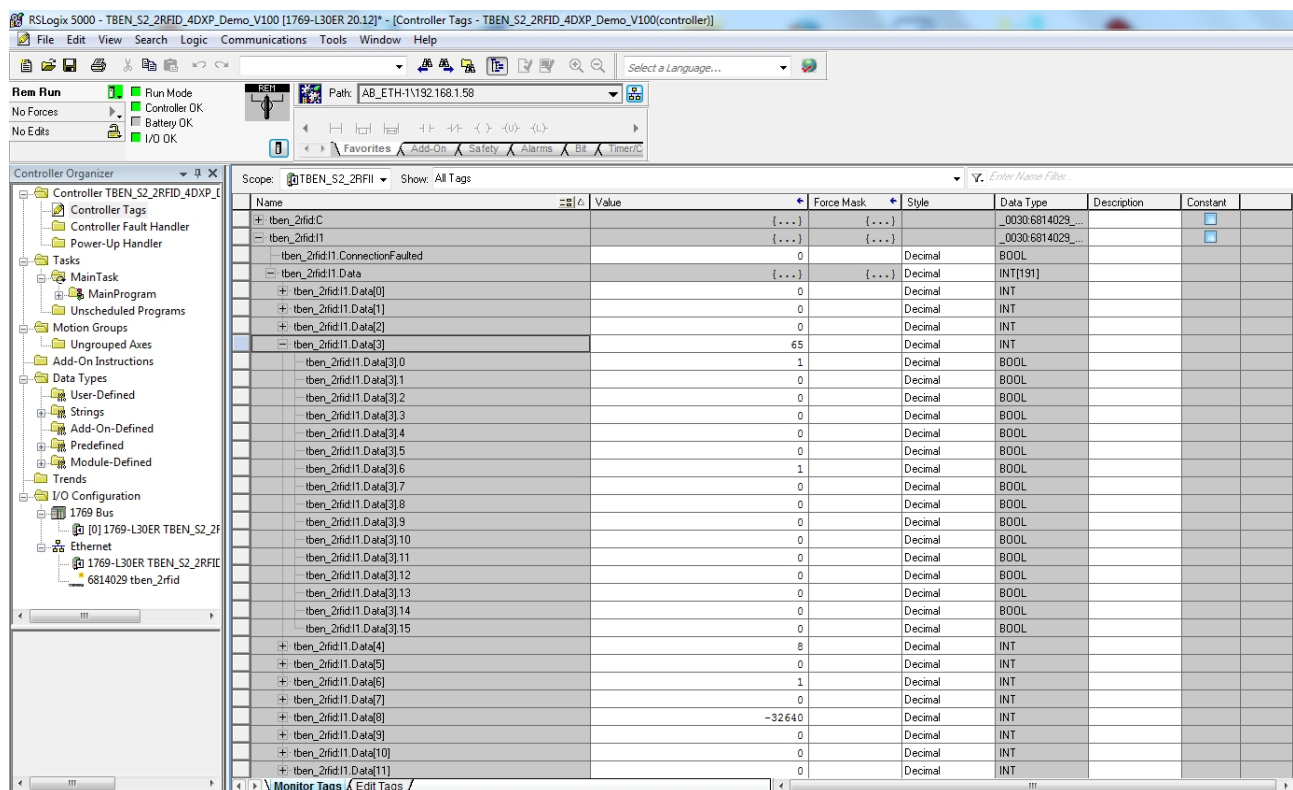 RSLogix 5000 - TBEN_S2_2RFID_4DXP_Demo_V100 [1769-L30ER 20.12]* - [Controller Tags - TBEN_S2_2RFID_4DXP_Demo_V100(controller)]
File Edit View Search Logic Communications Tools Window Help
Select a Language...
Rem Run Run Mode REM Path: AB_ETH-1\192.168.1.58
No Forces Controller OK
Battery OK
No Edits I/O OK
Favorites Add-On Safety Alarms Bit Timer/C
Controller Organizer
Controller TBEN_S2_2RFID_4DXP_D
Controller Tags
Controller Fault Handler
Power-Up Handler
Tasks
MainTask
MainProgram
Unscheduled Programs
Motion Groups
Ungrouped Axes
Add-On Instructions
Data Types
User-Defined
Strings
Add-On-Defined
Predefined
Module-Defined
Trends
I/O Configuration
1769 Bus
[0] 1769-L30ER TBEN_S2_2F
Ethernet
1769-L30ER TBEN_S2_2RFIC
6814029 tben_2rfid
Scope: TBEN_S2_2RFII Show: All Tags Enter Name Filter...
Name Value Force Mask Style Data Type Description Constant
tben_2rfid:C {...} {...} _0030:6814029_...
tben_2rfid:I1 {...} {...} _0030:6814029_...
tben_2rfid:I1.ConnectionFaulted 0 Decimal BOOL
tben_2rfid:I1.Data {...} {...} Decimal INT[191]
tben_2rfid:I1.Data[0] 0 Decimal INT
tben_2rfid:I1.Data[1] 0 Decimal INT
tben_2rfid:I1.Data[2] 0 Decimal INT
tben_2rfid:I1.Data[3] 65 Decimal INT
tben_2rfid:I1.Data[3].0 1 Decimal BOOL
tben_2rfid:I1.Data[3].1 0 Decimal BOOL
tben_2rfid:I1.Data[3].2 0 Decimal BOOL
tben_2rfid:I1.Data[3].3 0 Decimal BOOL
tben_2rfid:I1.Data[3].4 0 Decimal BOOL
tben_2rfid:I1.Data[3].5 0 Decimal BOOL
tben_2rfid:I1.Data[3].6 1 Decimal BOOL
tben_2rfid:I1.Data[3].7 0 Decimal BOOL
tben_2rfid:I1.Data[3].8 0 Decimal BOOL
tben_2rfid:I1.Data[3].9 0 Decimal BOOL
tben_2rfid:I1.Data[3].10 0 Decimal BOOL
tben_2rfid:I1.Data[3].11 0 Decimal BOOL
tben_2rfid:I1.Data[3].12 0 Decimal BOOL
tben_2rfid:I1.Data[3].13 0 Decimal BOOL
tben_2rfid:I1.Data[3].14 0 Decimal BOOL
tben_2rfid:I1.Data[3].15 0 Decimal BOOL
tben_2rfid:I1.Data[4] 8 Decimal INT
tben_2rfid:I1.Data[5] 0 Decimal INT
tben_2rfid:I1.Data[6] 1 Decimal INT
tben_2rfid:I1.Data[7] 0 Decimal INT
tben_2rfid:I1.Data[8] -32640 Decimal INT
tben_2rfid:I1.Data[9] 0 Decimal INT
tben_2rfid:I1.Data[10] 0 Decimal INT
tben_2rfid:I1.Data[11] 0 Decimal INT
Monitor Tags Edit Tags